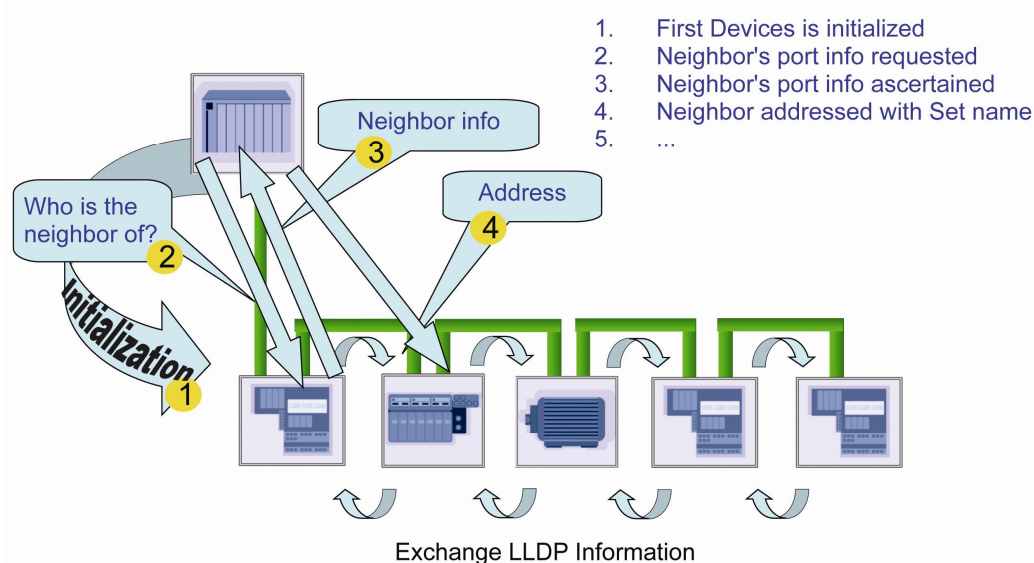 1. First Devices is initialized
2. Neighbor's port info requested
3. Neighbor's port info ascertained
4. Neighbor addressed with Set name
5. ...
Neighbor info
3
Address
4
Who is the
neighbor of?
2
Initialization
1
Exchange LLDP Information